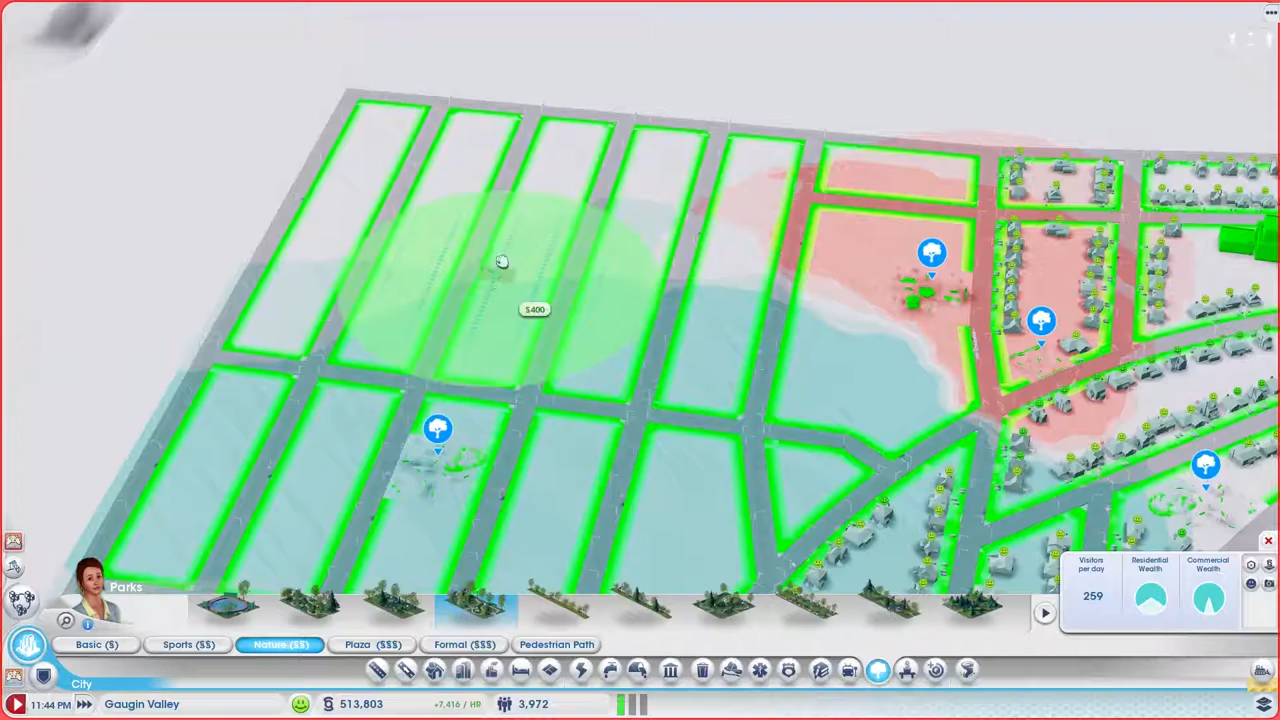 §400
Visitors per day
Residential Wealth
Commercial Wealth
259
Parks
Basic (§)
Sports (§§)
Nature (§§)
Plaza (§§§)
Formal (§§§)
Pedestrian Path
City
11:44 PM
Gaugin Valley
513,803
+7,416 / HR
3,972